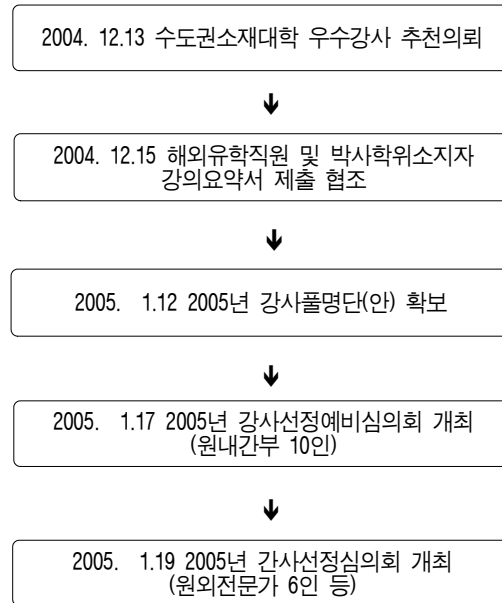 2004. 12.13 수도권소재대학 우수강사 추천의뢰
2004. 12.15 해외유학직원 및 박사학위소지자
강의요약서 제출 협조
2005. 1.12 2005년 강사풀명단(안) 확보
2005. 1.17 2005년 강사선정예비심의회 개최
(원내간부 10인)
2005. 1.19 2005년 간사선정심의회 개최
(원외전문가 6인 등)